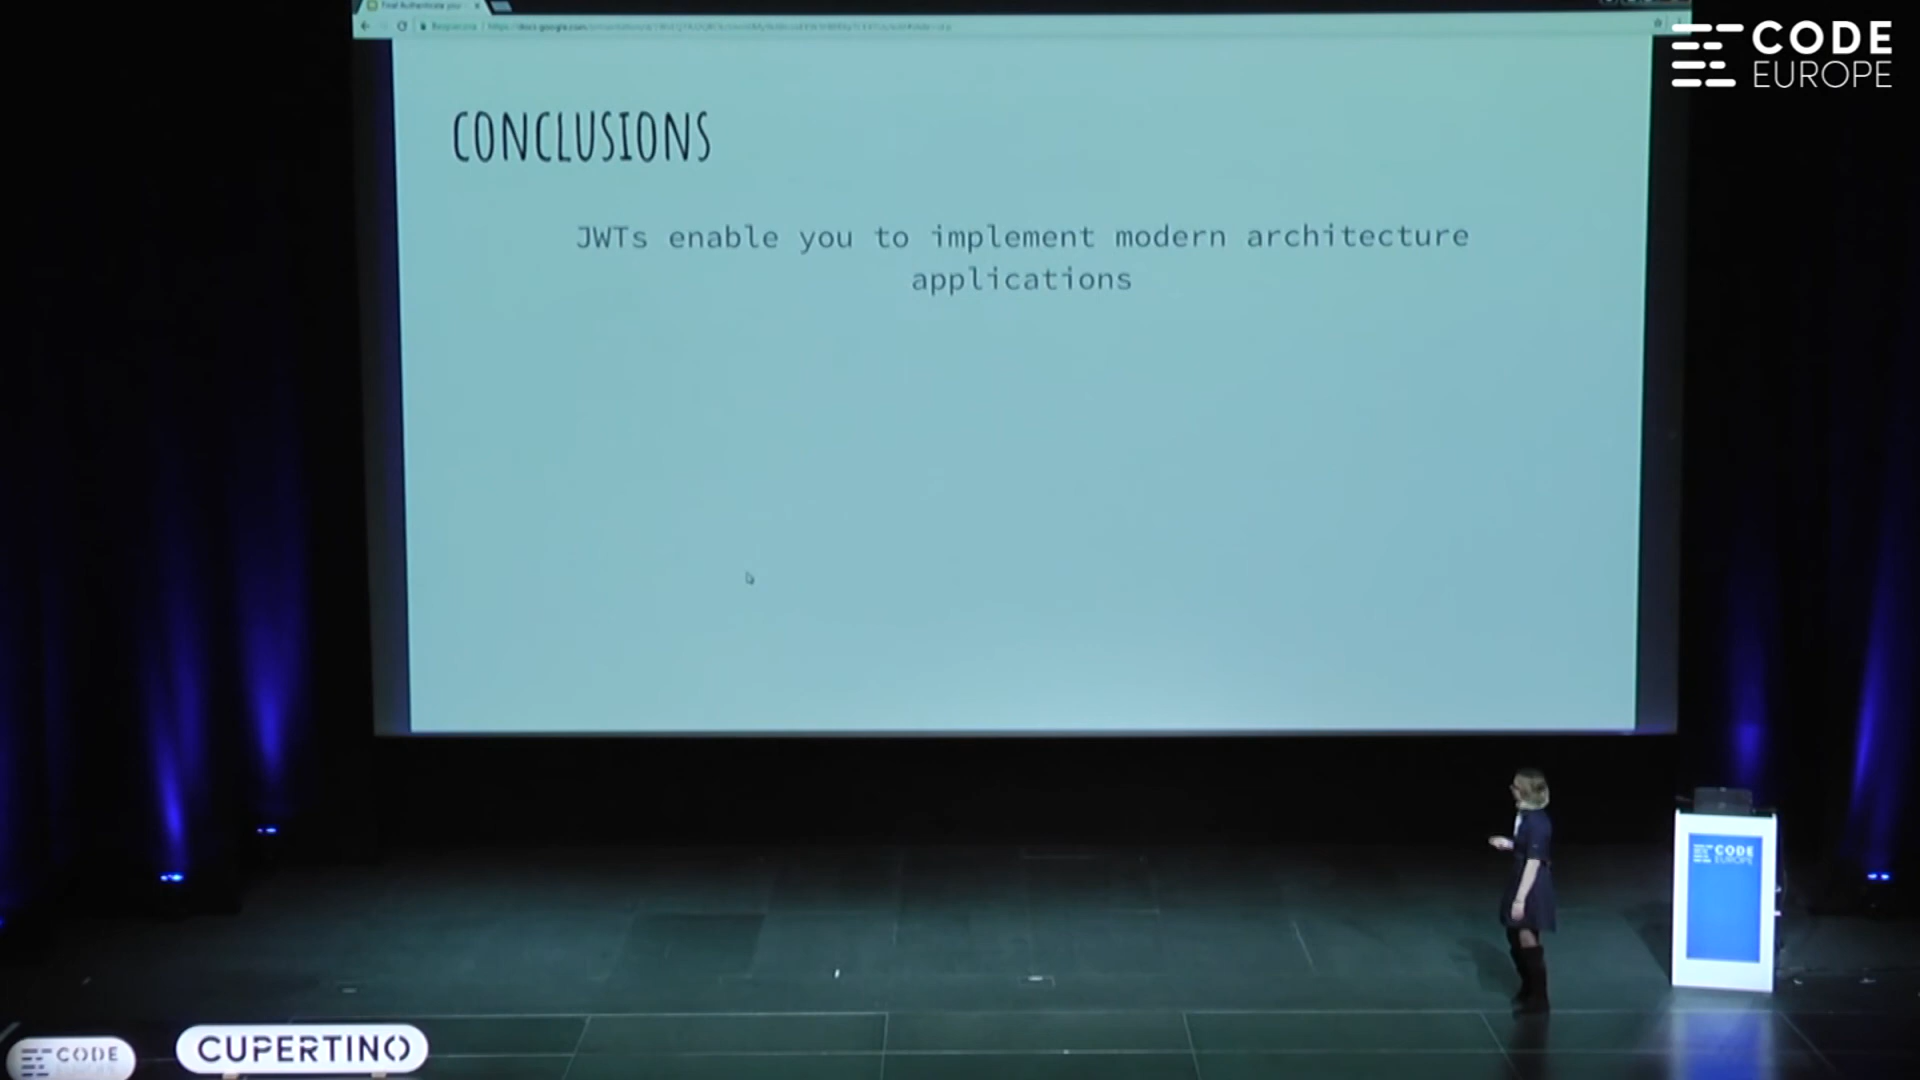 CODE
EUROPE
CONCLUSIONS
JWTs enable you to implement modern architecture
applications
CODE
EUROPE
CODE
CUPERTINO